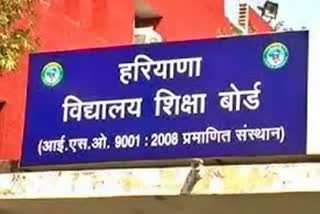 हरियाणा
विद्यालय शिक्षा बोर्ड
(आई.एस.ओ. 9001 : 2008 प्रमाणित संस्थान)